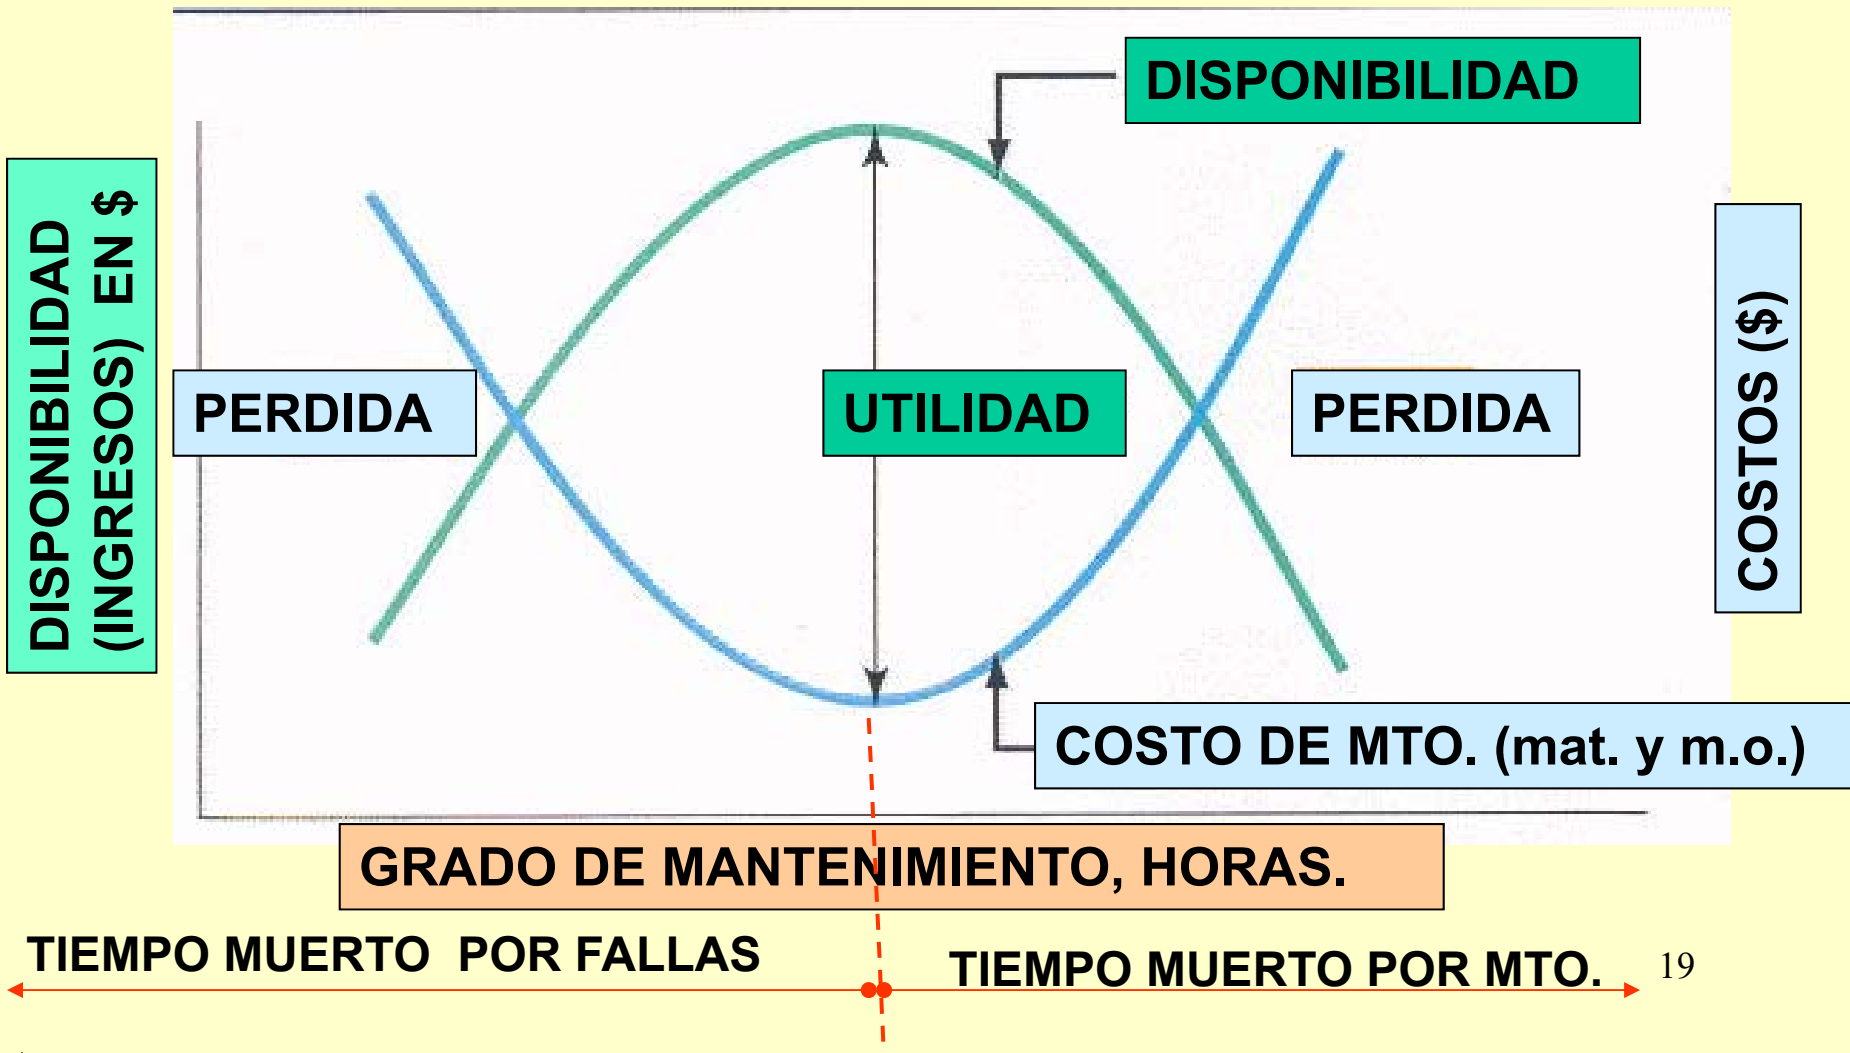 DISPONIBILIDAD
DISPONIBILIDAD
(INGRESOS) EN $
PERDIDA
UTILIDAD
PERDIDA
COSTOS ($)
COSTO DE MTO. (mat. y m.o.)
GRADO DE MANTENIMIENTO, HORAS.
TIEMPO MUERTO POR FALLAS
TIEMPO MUERTO POR MTO.
19